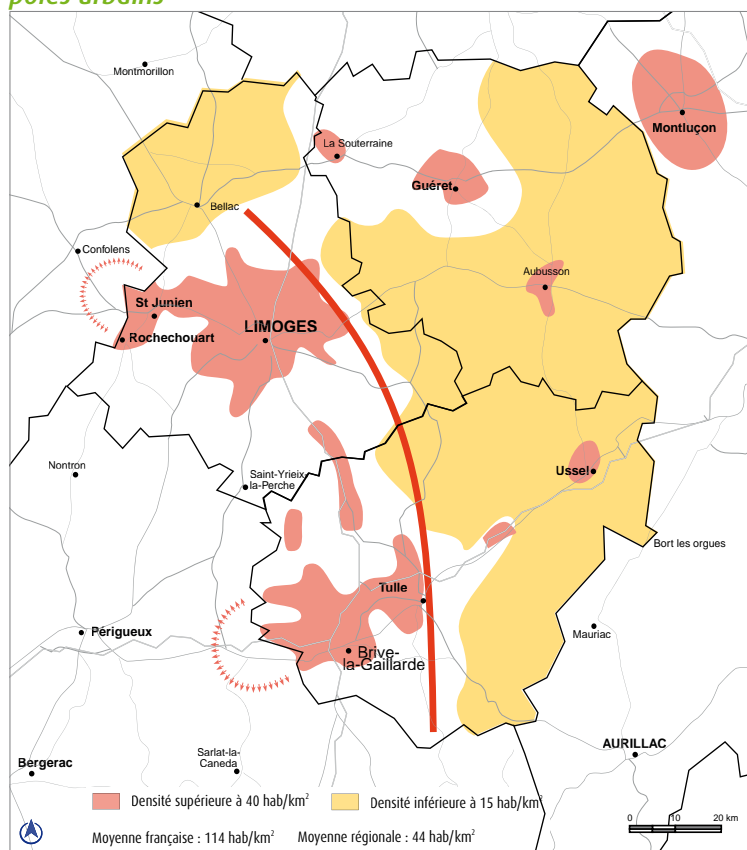 pôles urbains
Montmorillon
Montluçon
La Souterraine
Guéret
Bellac
Confolens
Aubusson
St Junien
LIMOGES
Rochechouart
Nontron
Saint-Yrieix-
la-Perche
Ussel
Bort les orgues
Tulle
Périgueux
Mauriac
Brive-
la-Gaillarde
AURILLAC
Sarlat-la-
Caneda
Bergerac
Densité supérieure à 40 hab/km²
Densité inférieure à 15 hab/km²
0 10 20 km
Moyenne française : 114 hab/km²
Moyenne régionale : 44 hab/km²